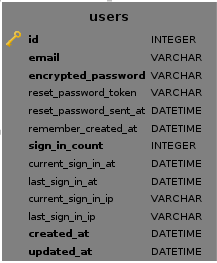 users
id INTEGER
email VARCHAR
encrypted_password VARCHAR
reset_password_token VARCHAR
reset_password_sent_at DATETIME
remember_created_at DATETIME
sign_in_count INTEGER
current_sign_in_at DATETIME
last_sign_in_at DATETIME
current_sign_in_ip VARCHAR
last_sign_in_ip VARCHAR
created_at DATETIME
updated_at DATETIME